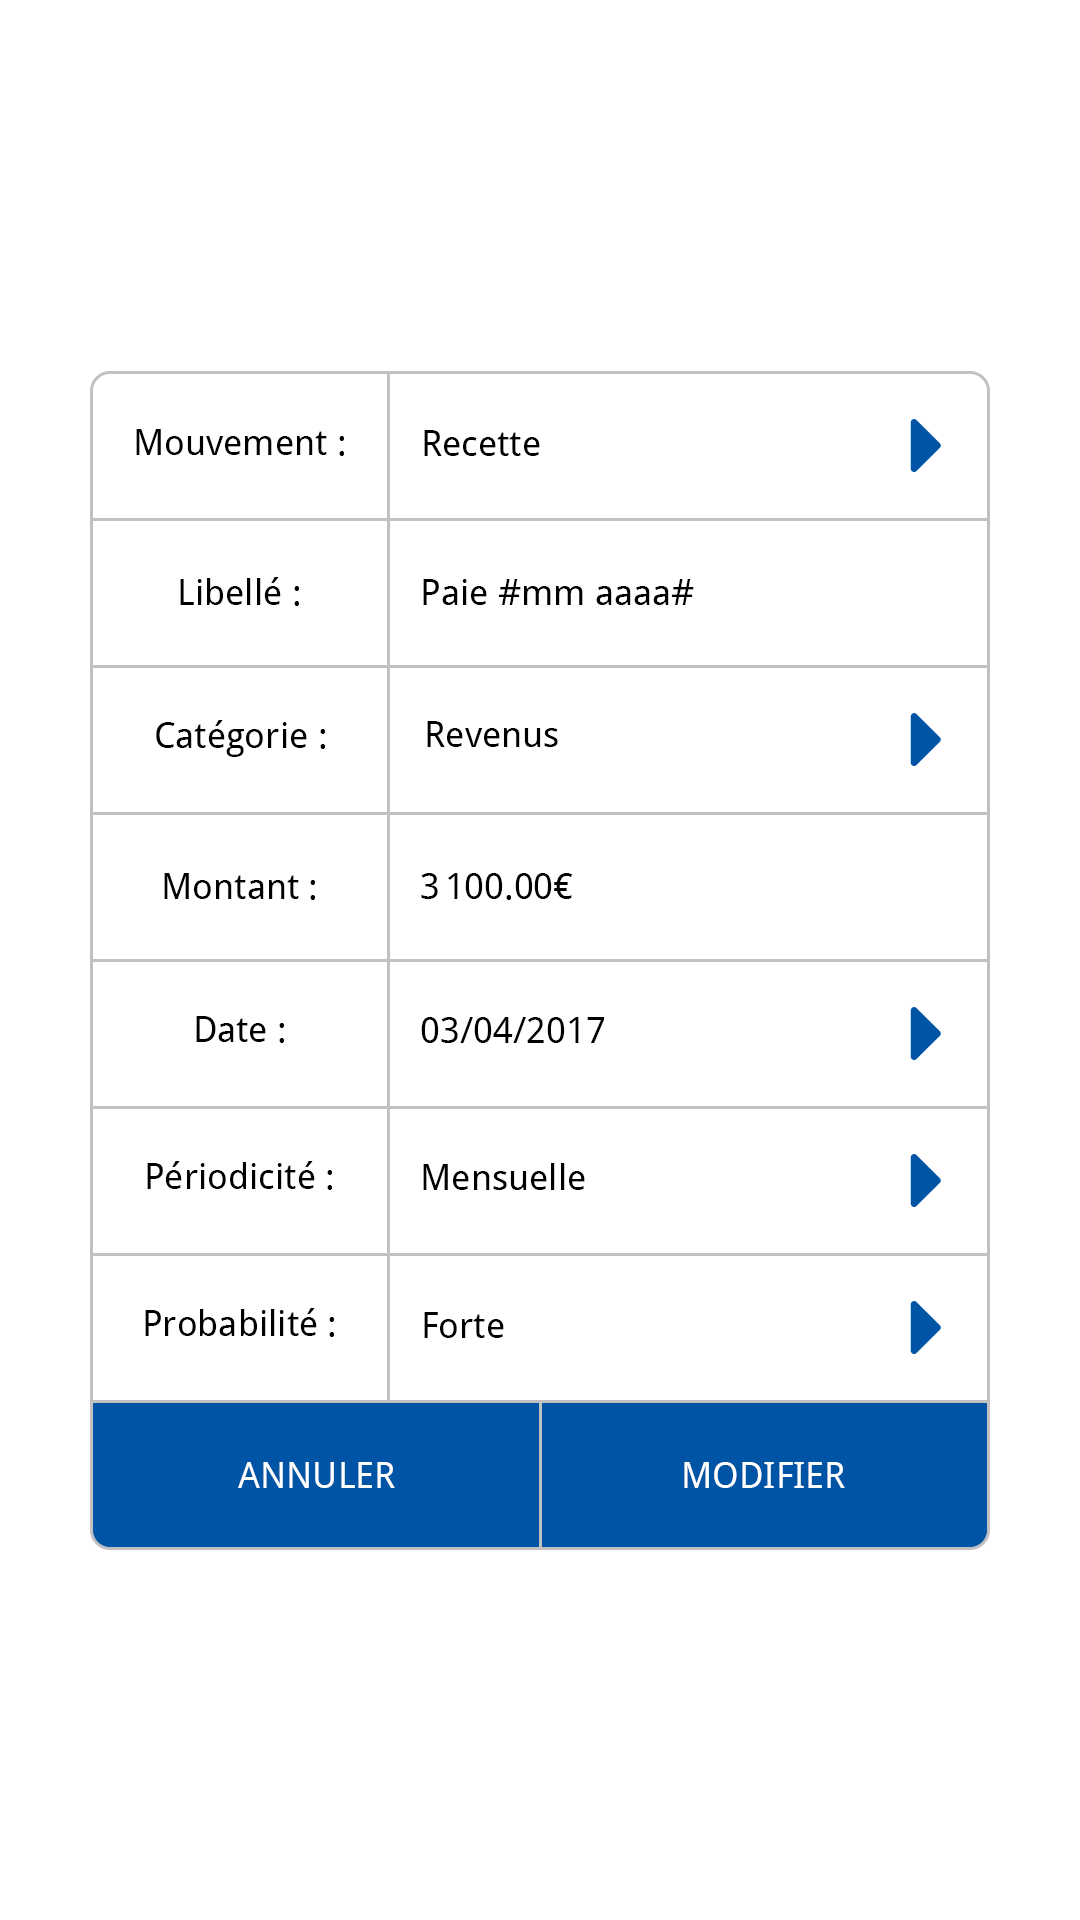 Mouvement : Recette
Libellé : Paie #mm aaaa#
Catégorie : Revenus
Montant : 3 100.00€
Date : 03/04/2017
Périodicité : Mensuelle
Probabilité : Forte
ANNULER MODIFIER